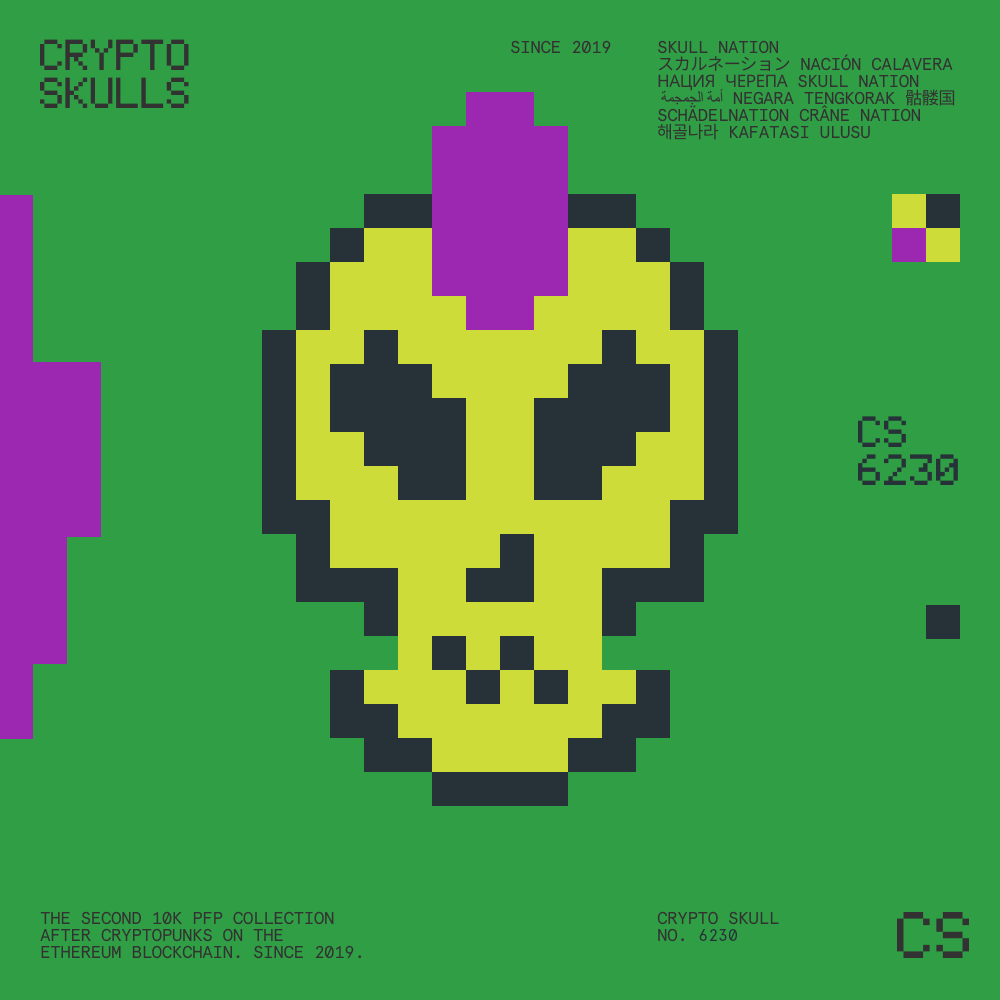 CRYPTO
SKULLS
SINCE 2019
SKULL NATION
スカルネーション NACIÓN CALAVERA
НАЦИЯ ЧЕРЕПА SKULL NATION
أمة الجمجمة NEGARA TENGKORAK 骷髅国
SCHÄDELNATION CRÂNE NATION
해골나라 KAFATASI ULUSU
CS
6230
THE SECOND 10K PFP COLLECTION
AFTER CRYPTOPUNKS ON THE
ETHEREUM BLOCKCHAIN. SINCE 2019.
CRYPTO SKULL
NO. 6230
CS